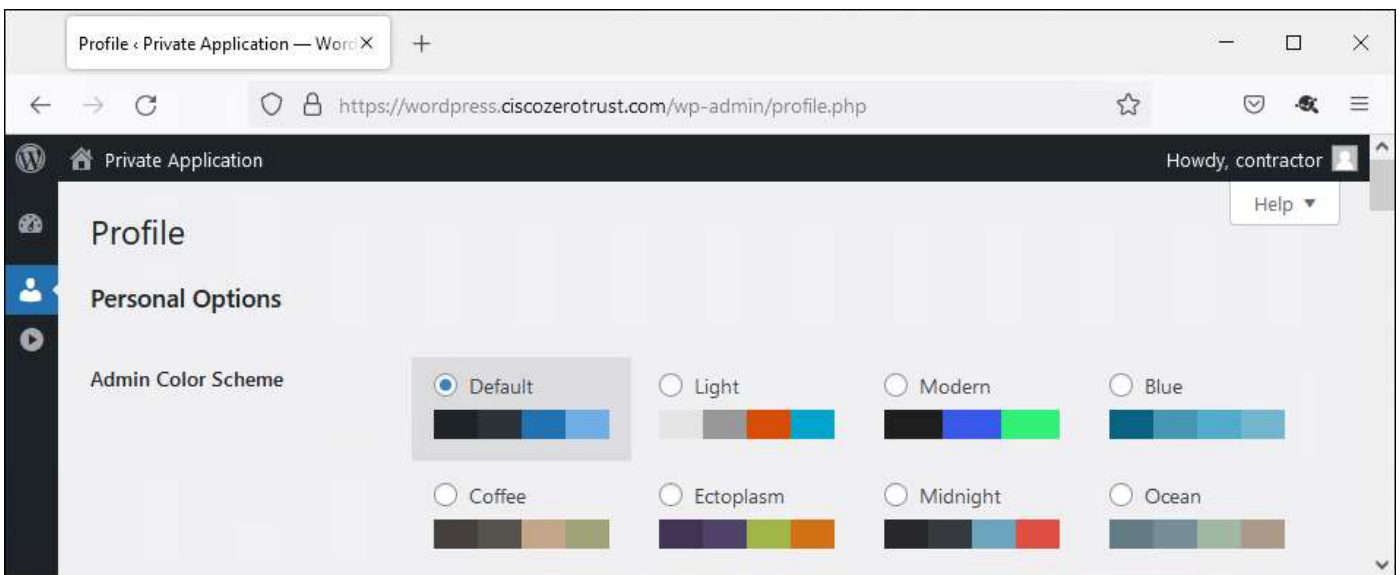 Profile ‹ Private Application — Word
https://wordpress.ciscozerotrust.com/wp-admin/profile.php
Private Application
Howdy, contractor
Help
Profile
Personal Options
Admin Color Scheme
Default
Light
Modern
Blue
Coffee
Ectoplasm
Midnight
Ocean